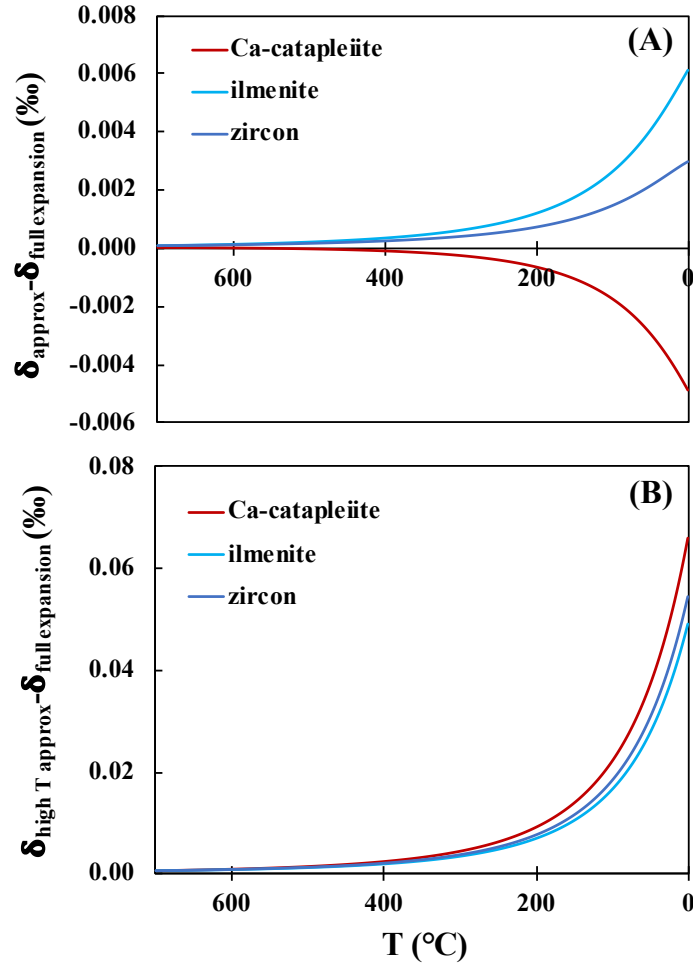 0.008
0.006
0.004
0.002
0.000
-0.002
-0.004
-0.006
δapprox-δfull expansion (‰)
(A)
Ca-catapleiite
ilmenite
zircon
600 400 200 0
0.08
0.06
0.04
0.02
0.00
δhigh T approx-δfull expansion (‰)
(B)
Ca-catapleiite
ilmenite
zircon
600 400 200 0
T (°C)